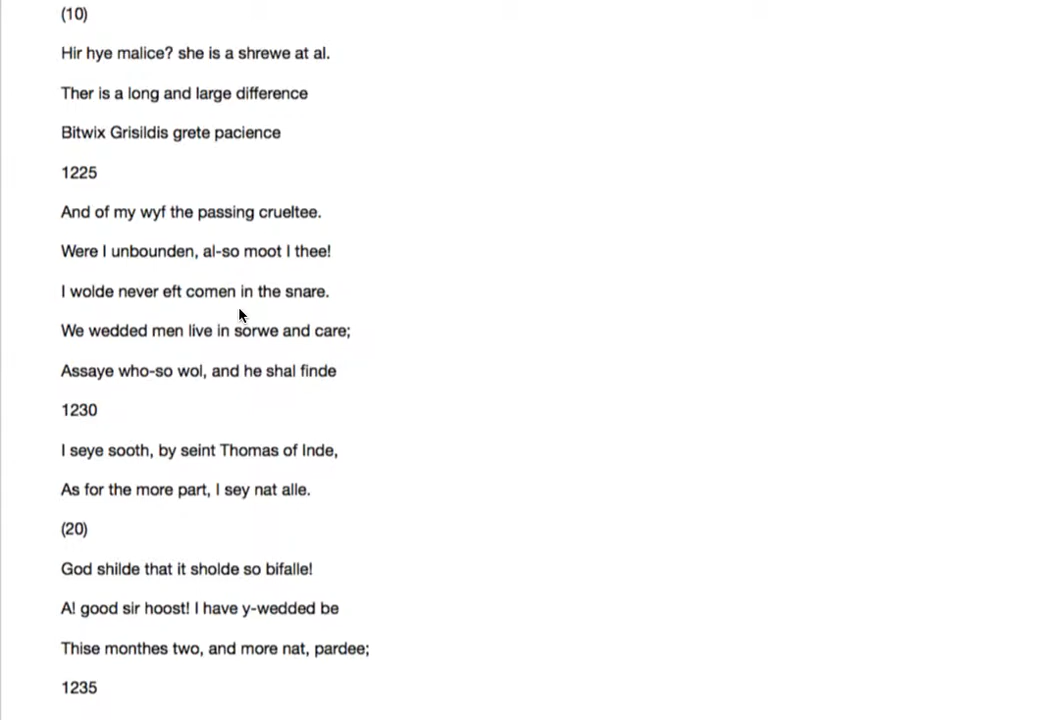 (10)
Hir hye malice? she is a shrewe at al.
Ther is a long and large difference
Bitwix Grisildis grete pacience
1225
And of my wyf the passing crueltee.
Were I unbounden, al-so moot I thee!
I wolde never eft comen in the snare.
We wedded men live in sorwe and care;
Assaye who-so wol, and he shal finde
1230
I seye sooth, by seint Thomas of Inde,
As for the more part, I sey nat alle.
(20)
God shilde that it sholde so bifalle!
A! good sir hoost! I have y-wedded be
Thise monthes two, and more nat, pardee;
1235